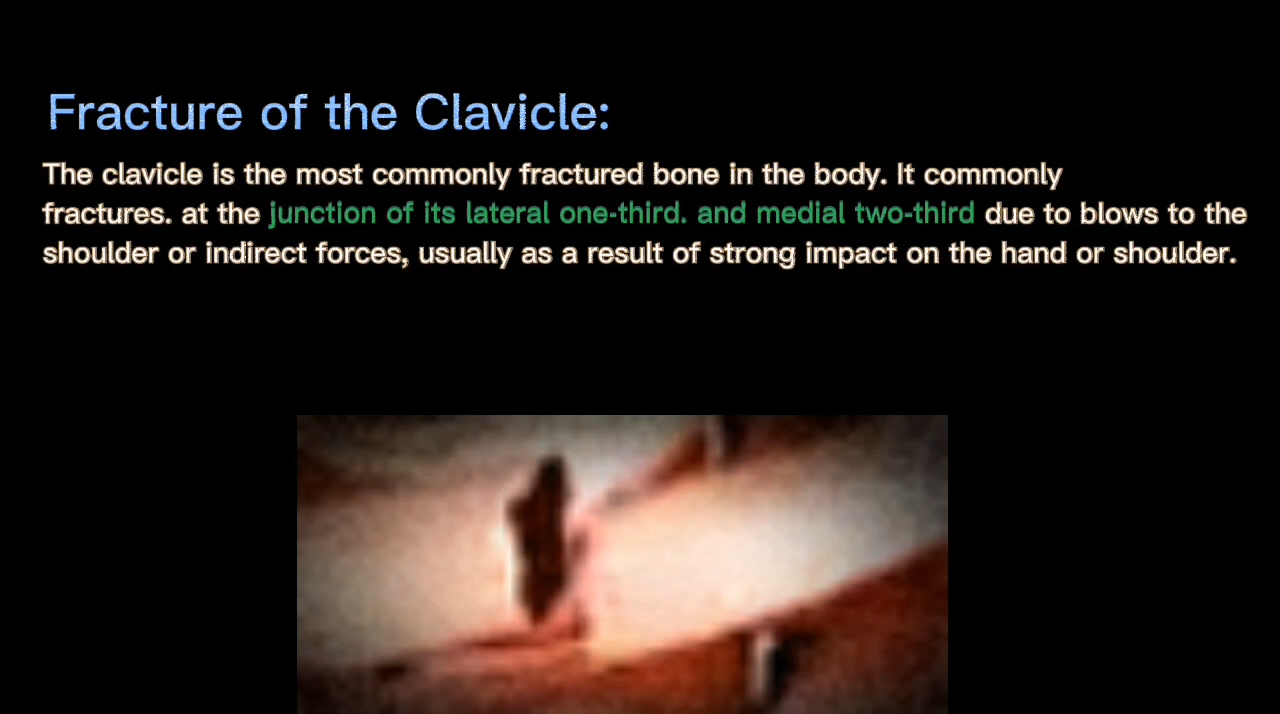 Fracture of the Clavicle:
The clavicle is the most commonly fractured bone in the body. It commonly
fractures. at the junction of its lateral one-third. and medial two-third due to blows to the
shoulder or indirect forces, usually as a result of strong impact on the hand or shoulder.